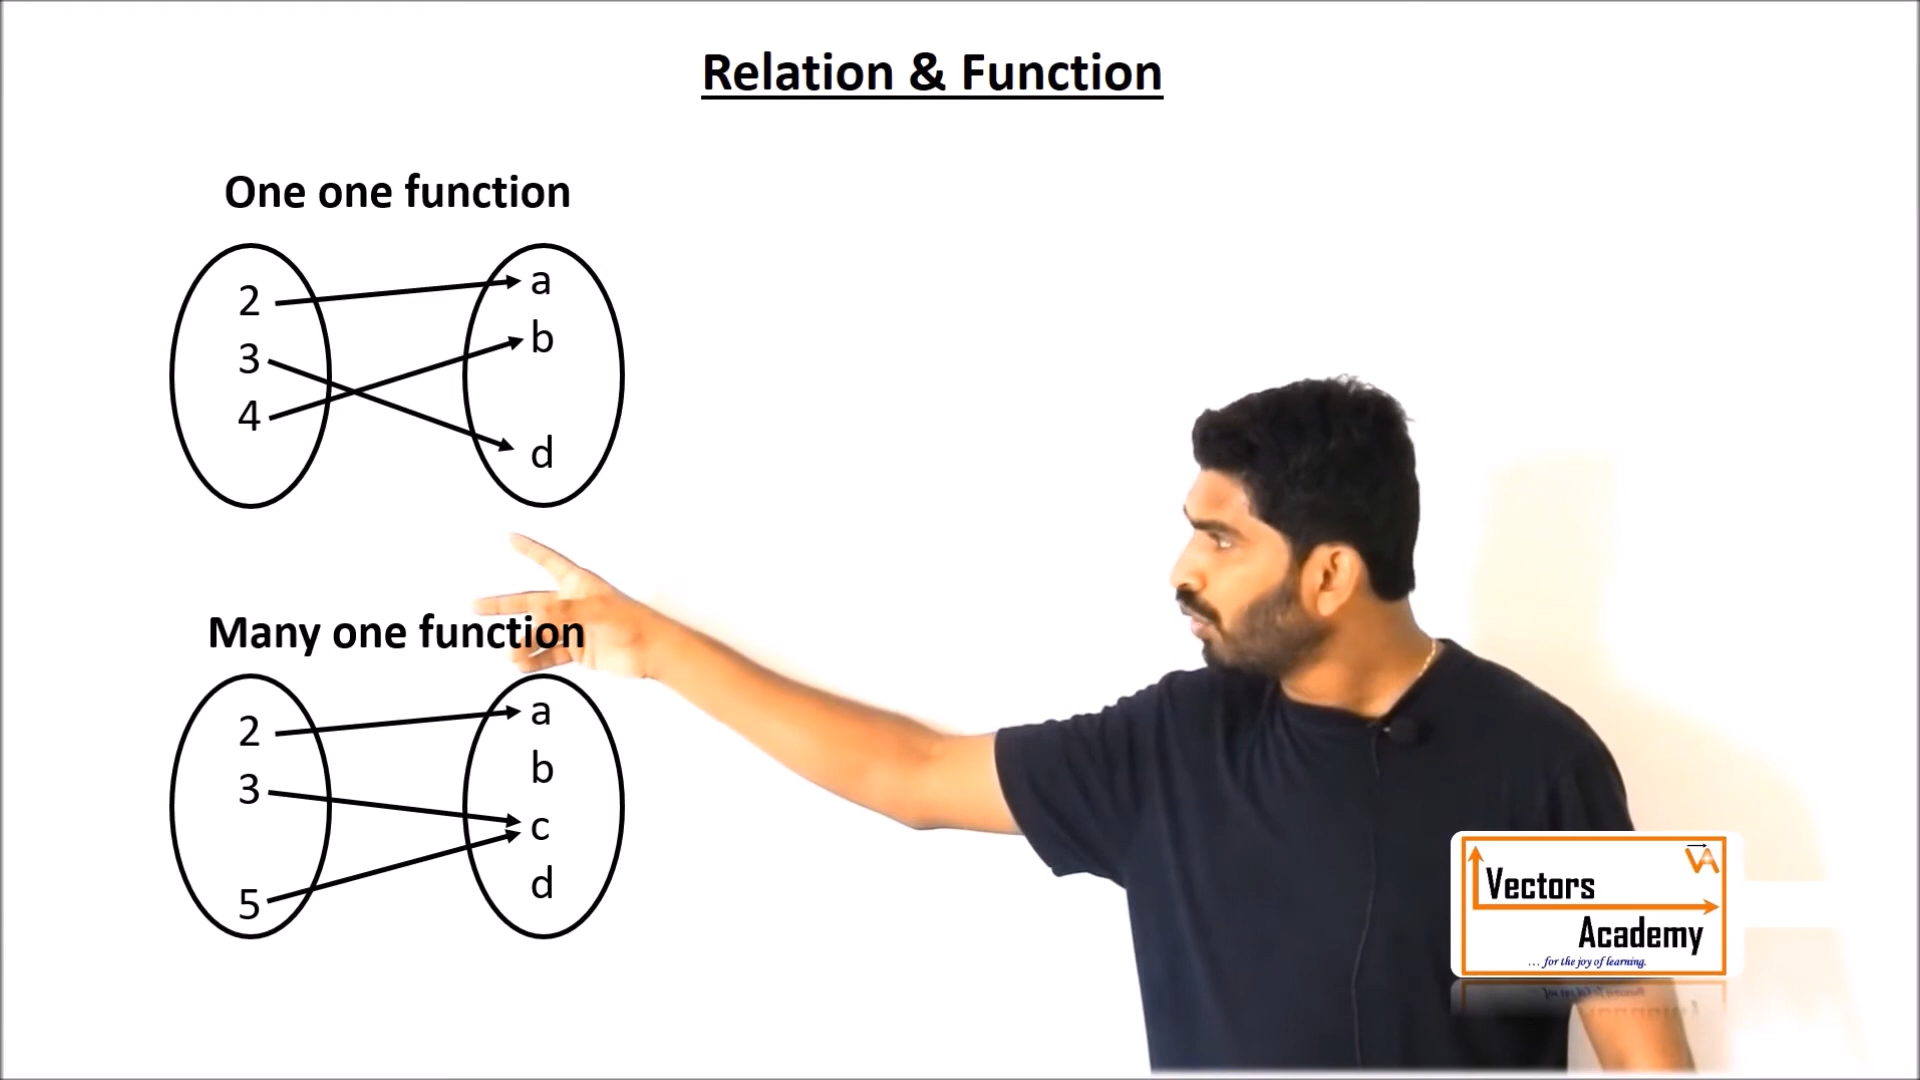 Relation & Function
One one function
2
3
4
a
b
d
Many one function
2
3
5
a
b
c
d
VA
Vectors
Academy
... for the joy of learning.